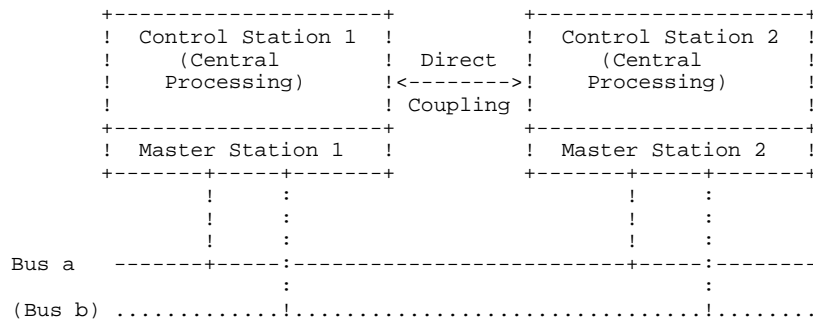 Control Station 1 Control Station 2
(Central Direct (Central
Processing) Processing)
Coupling
Master Station 1 Master Station 2
Bus a
(Bus b)